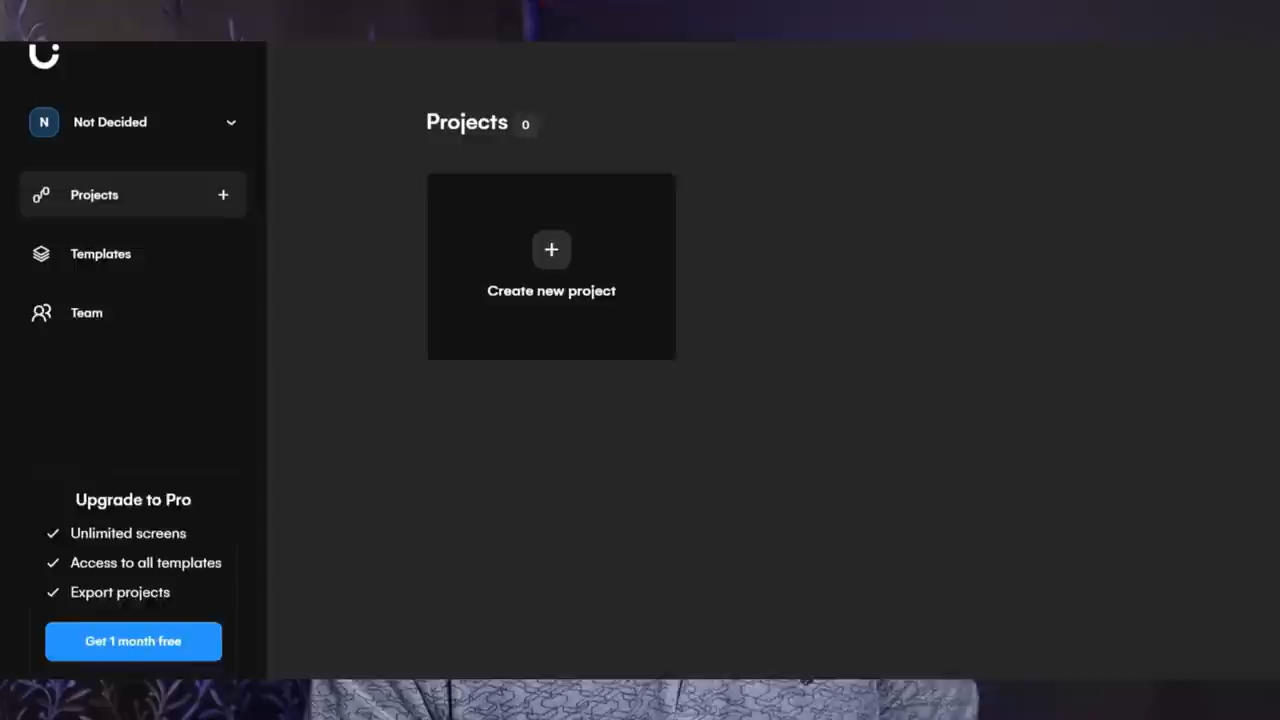 N Not Decided
Projects +
Templates
Team
Upgrade to Pro
Unlimited screens
Access to all templates
Export projects
Get 1 month free
Projects 0
+
Create new project